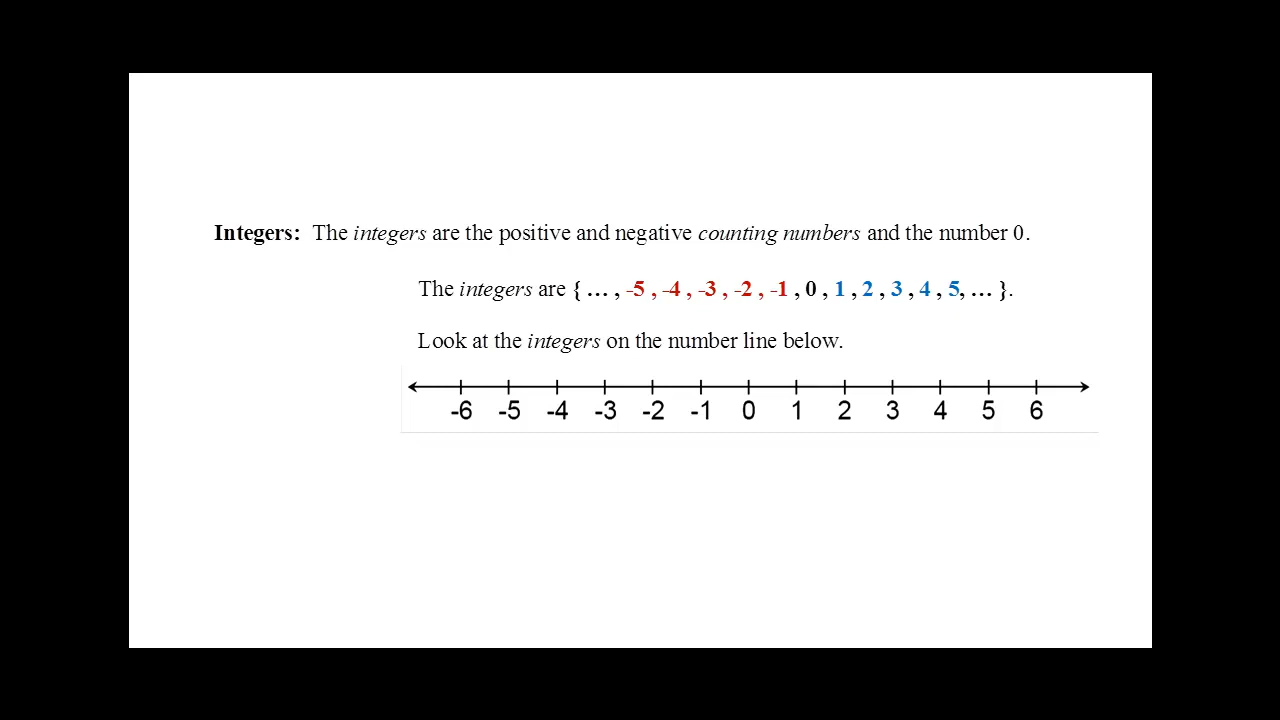 Integers: The integers are the positive and negative counting numbers and the number 0.
The integers are { … , -5 , -4 , -3 , -2 , -1 , 0 , 1 , 2 , 3 , 4 , 5, … }.
Look at the integers on the number line below.
-6 -5 -4 -3 -2 -1 0 1 2 3 4 5 6